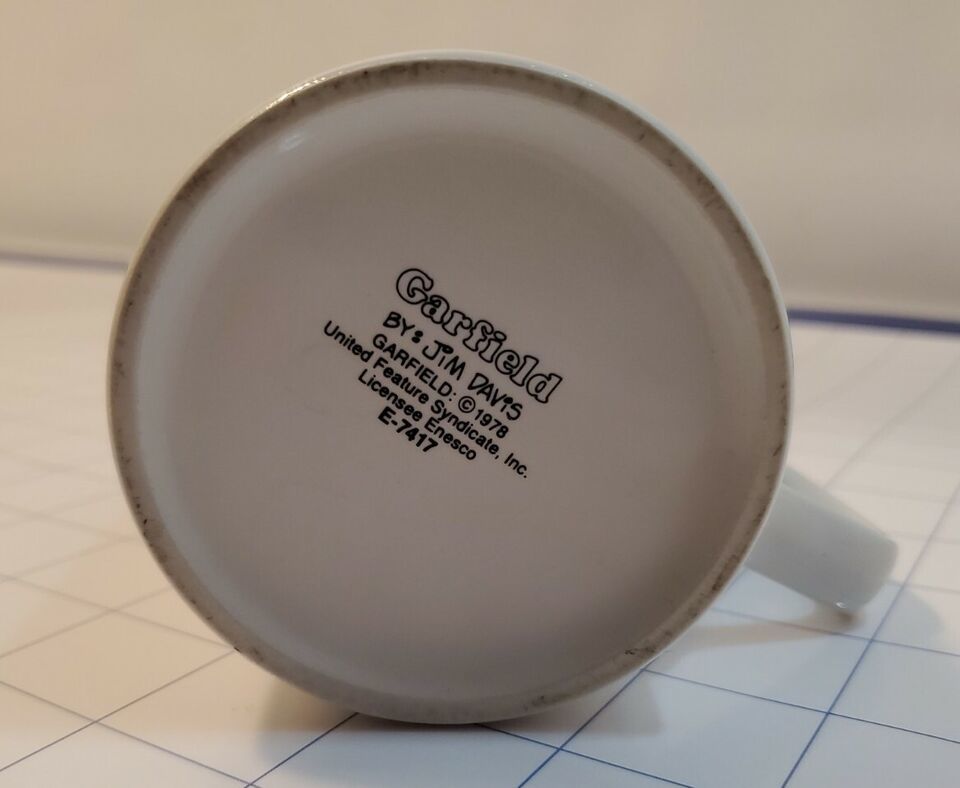 Garfield
BY: JiM DAViS
GARFIELD: © 1978
United Feature Syndicate, Inc.
Licensee Enesco
E-7417